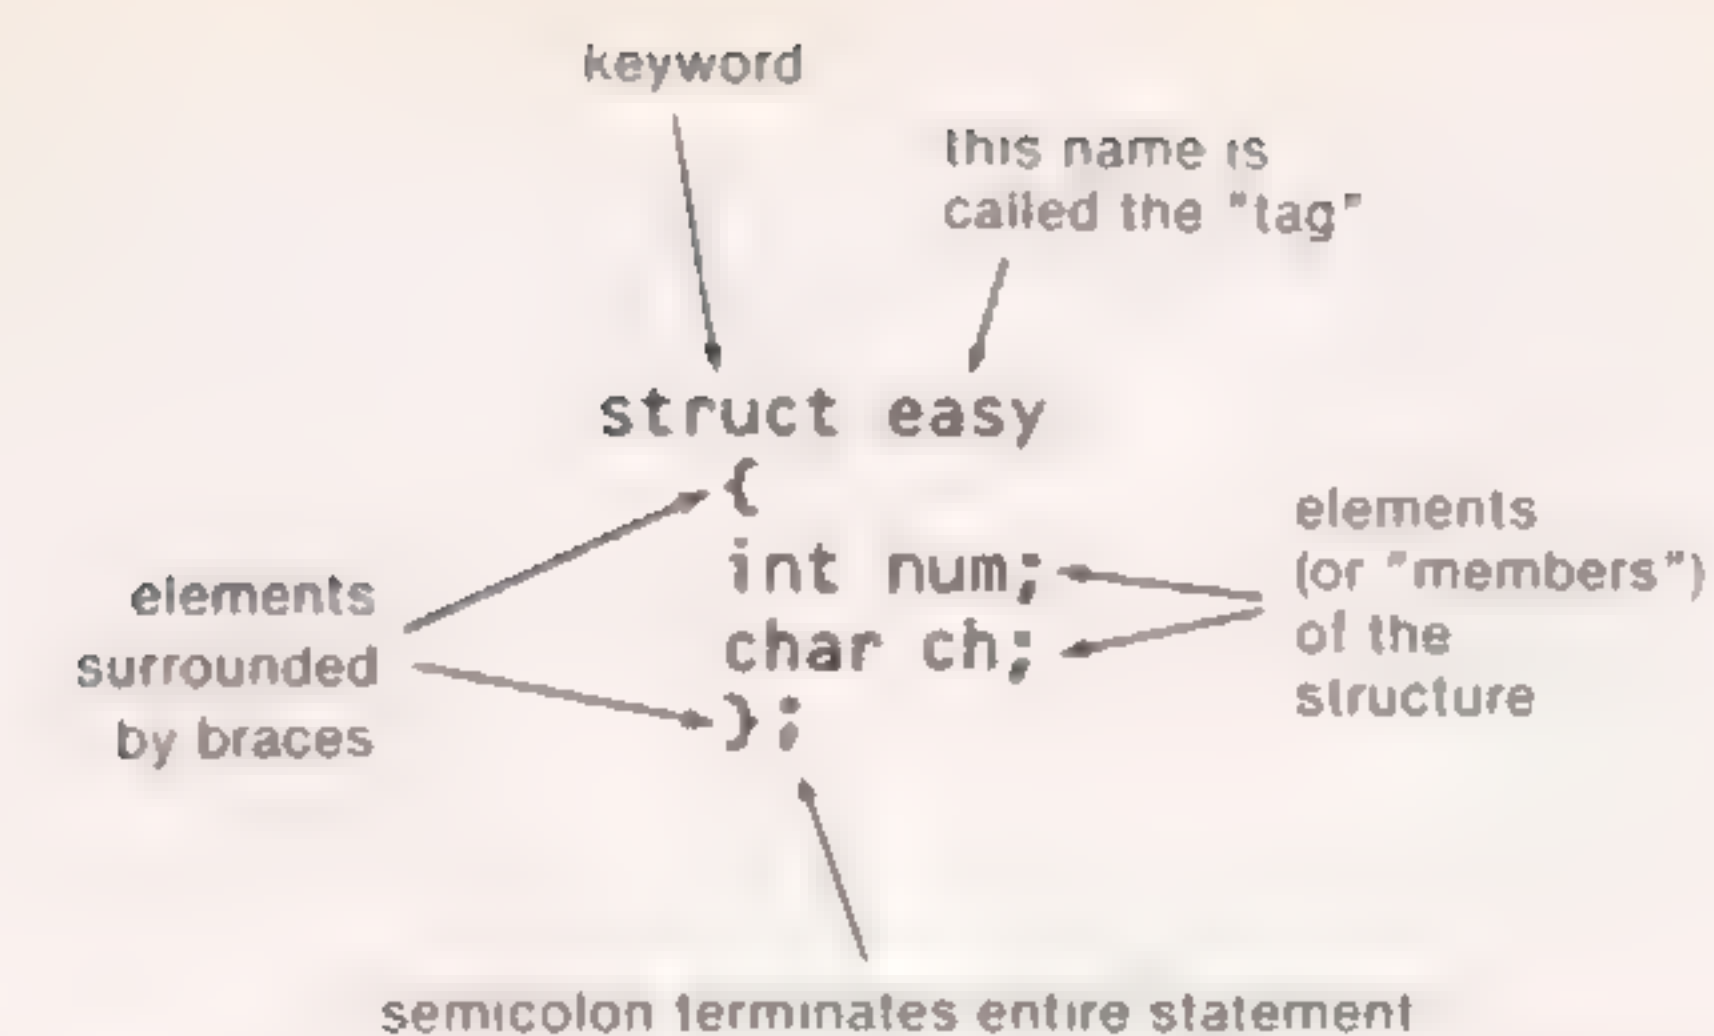 keyword
this name is
called the "tag"
struct easy
{
int num;
char ch;
};
elements
surrounded
by braces
elements
(or "members")
of the
structure
semicolon terminates entire statement